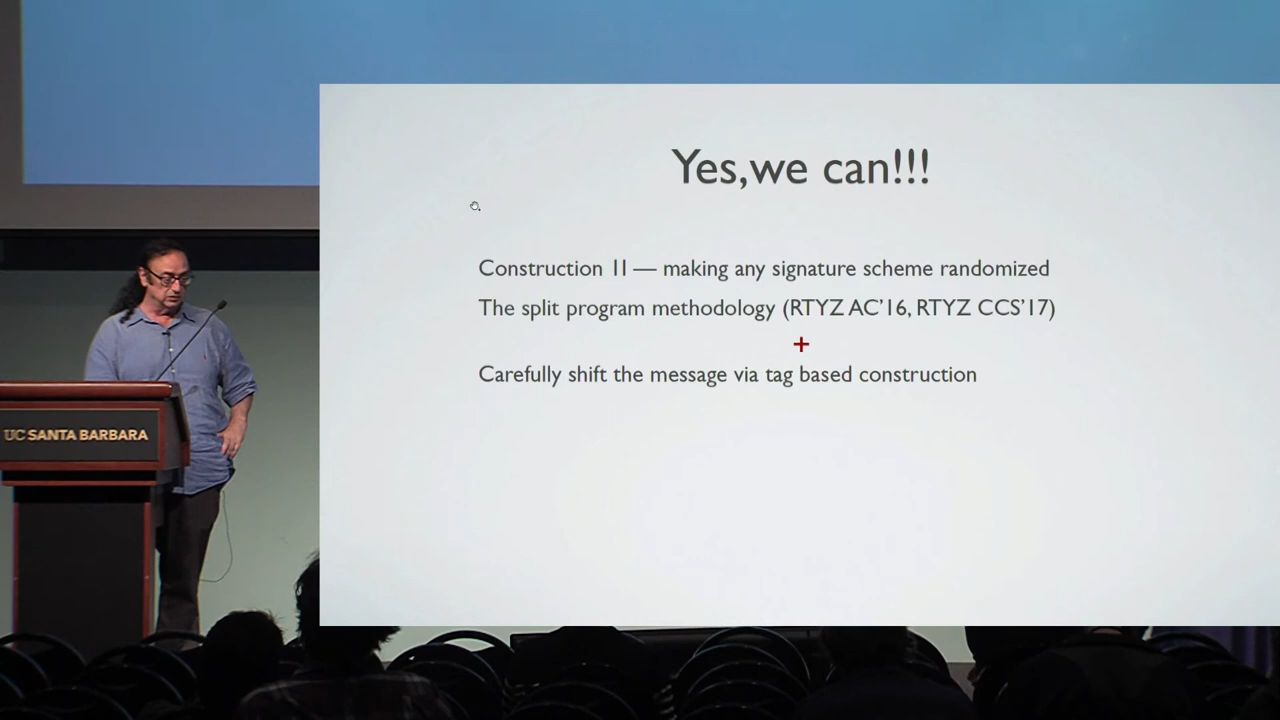 Yes,we can!!!
Construction II — making any signature scheme randomized
The split program methodology (RTYZ AC'16, RTYZ CCS'17)
+
Carefully shift the message via tag based construction
UC SANTA BARBARA